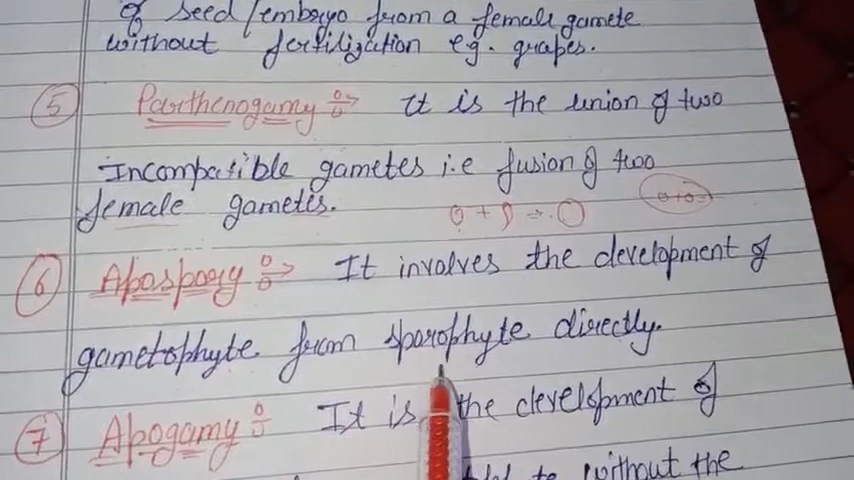 of seed/embryo from a female gamete
without fertilization eg. grapes.
5 Parthenogamy It is the union of two
Incompatible gametes i.e fusion of two
female gametes.
6 Apospory It involves the development of
gametophyte from sporophyte directly.
7 Apogamy It is the development of
without the